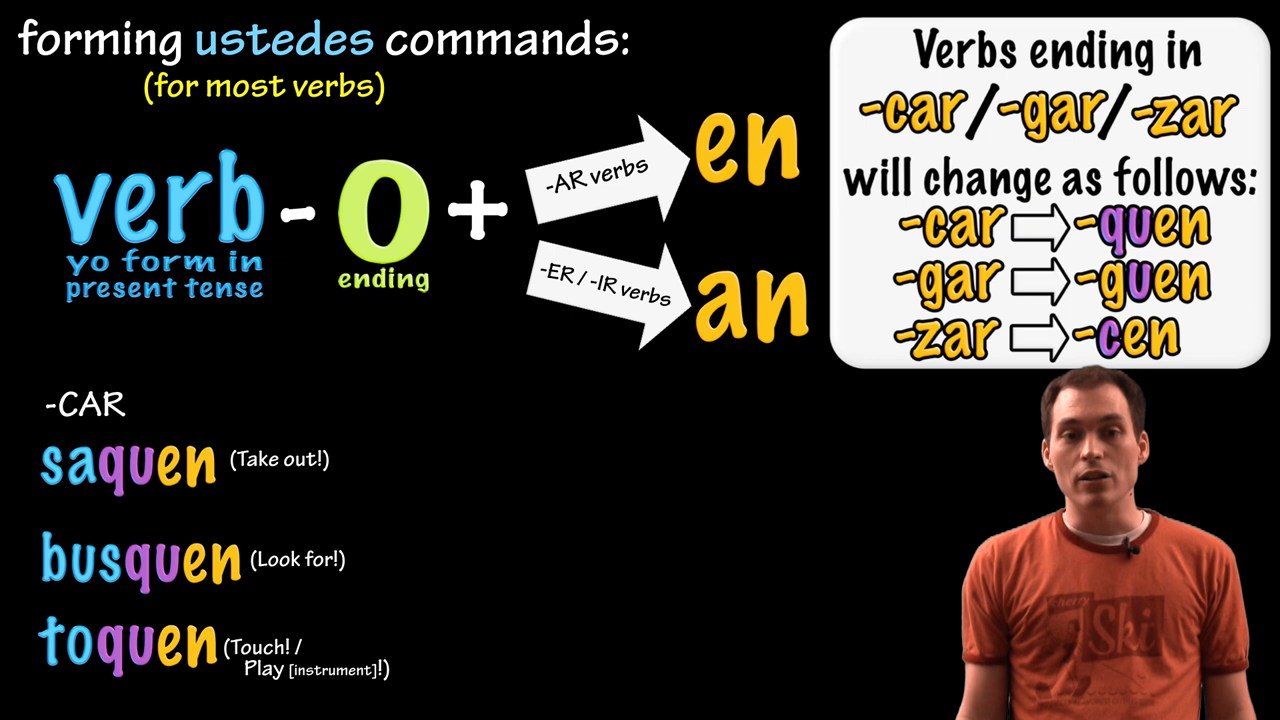 forming ustedes commands:
(for most verbs)
verb - O +
yo form in
present tense
ending
-AR verbs
en
-ER / -IR verbs
an
Verbs ending in
-car/-gar/-zar
will change as follows:
-car -quen
-gar -guen
-zar -cen
-CAR
saquen (Take out!)
busquen (Look for!)
toquen (Touch! /
Play [instrument]!)
cherry
Ski